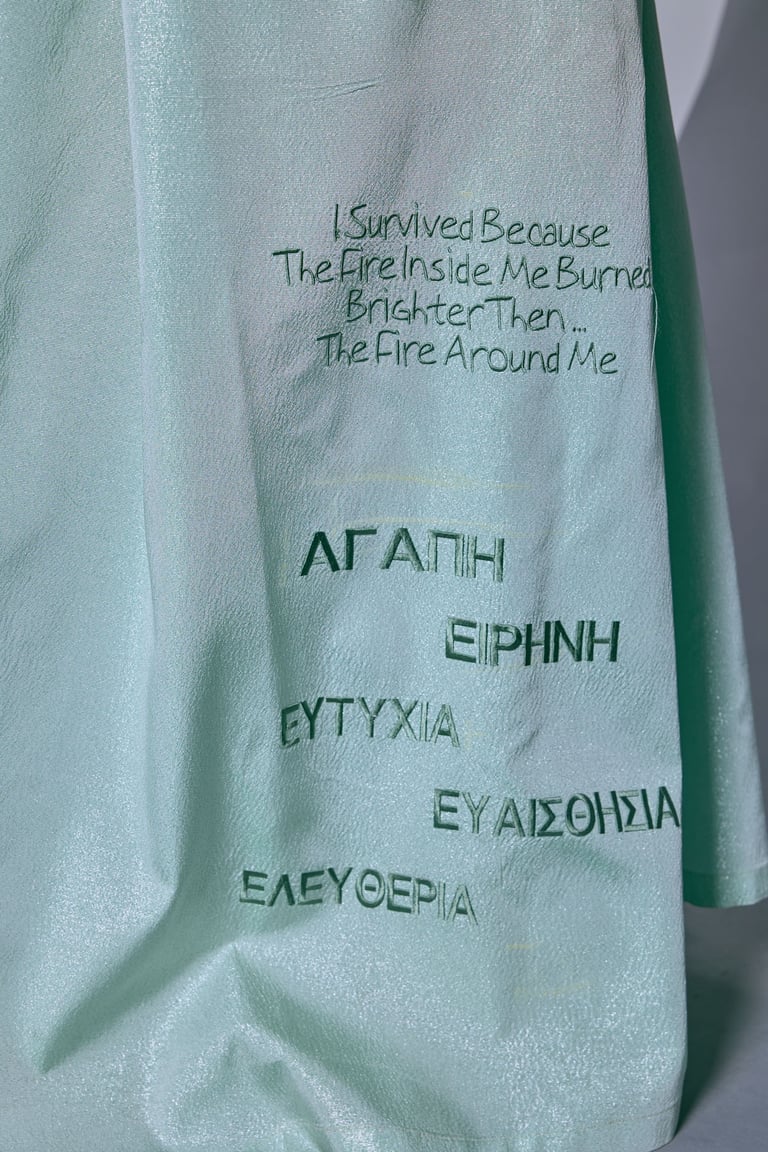 I Survived Because
The Fire Inside Me Burned
Brighter Then...
The Fire Around Me
ΑΓΑΠΗ
ΕΙΡΗΝΗ
ΕΥΤΥΧΙΑ
ΕΥΑΙΣΘΗΣΙΑ
ΕΛΕΥΘΕΡΙΑ